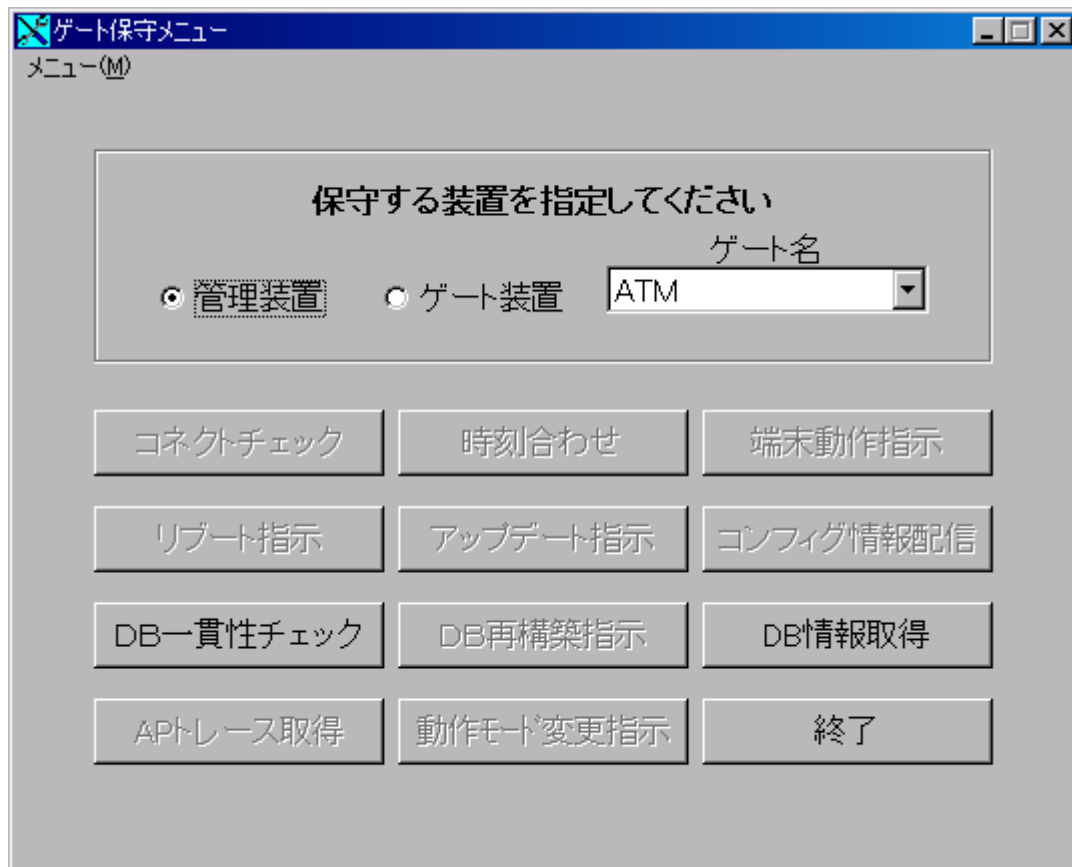 ゲート保守メニュー
メニュー(M)
保守する装置を指定してください
ゲート名
管理装置 ゲート装置 ATM
コネクトチェック 時刻合わせ 端末動作指示
リブート指示 アップデート指示 コンフィグ情報配信
DB一貫性チェック DB再構築指示 DB情報取得
APトレース取得 動作モード変更指示 終了